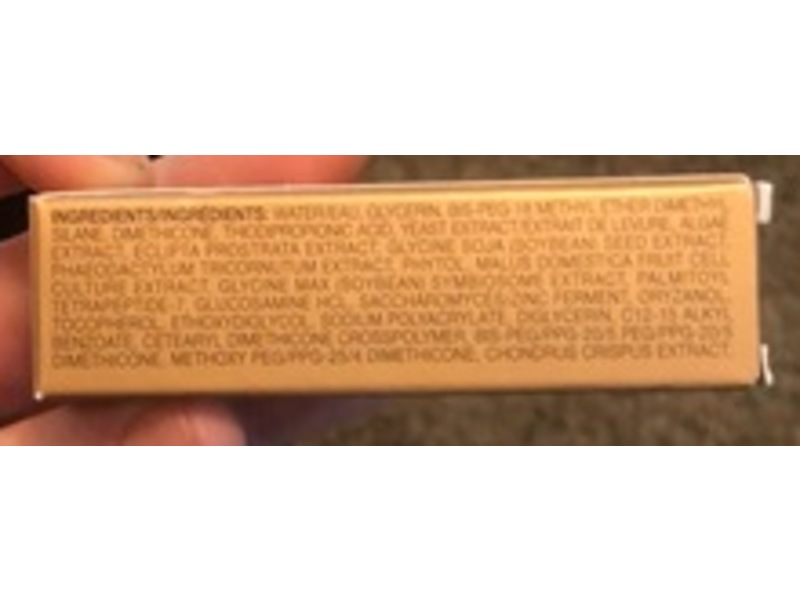 INGREDIENTS/INGRÉDIENTS: WATER/EAU, GLYCERIN, BIS-PEG-18 METHYL ETHER DIMETHYL
SILANE, DIMETHICONE, THIODIPROPIONIC ACID, YEAST EXTRACT/EXTRAIT DE LEVURE, ALGAE
EXTRACT, ECLIPTA PROSTRATA EXTRACT, GLYCINE SOJA (SOYBEAN) SEED EXTRACT,
PHAEODACTYLUM TRICORNUTUM EXTRACT, PHYTOL, MALUS DOMESTICA FRUIT CELL
CULTURE EXTRACT, GLYCINE MAX (SOYBEAN) SYMBIOSOME EXTRACT, PALMITOYL
TETRAPEPTIDE-7, GLUCOSAMINE HCL, SACCHAROMYCES-ZINC FERMENT, ORYZANOL,
TOCOPHEROL, ETHOXYDIGLYCOL, SODIUM POLYACRYLATE, DIGLYCERIN, C12-15 ALKYL
BENZOATE, CETEARYL DIMETHICONE CROSSPOLYMER, BIS-PEG/PPG-20/5 PEG/PPG-20/5
DIMETHICONE, METHOXY PEG/PPG-25/4 DIMETHICONE, CHONDRUS CRISPUS EXTRACT,